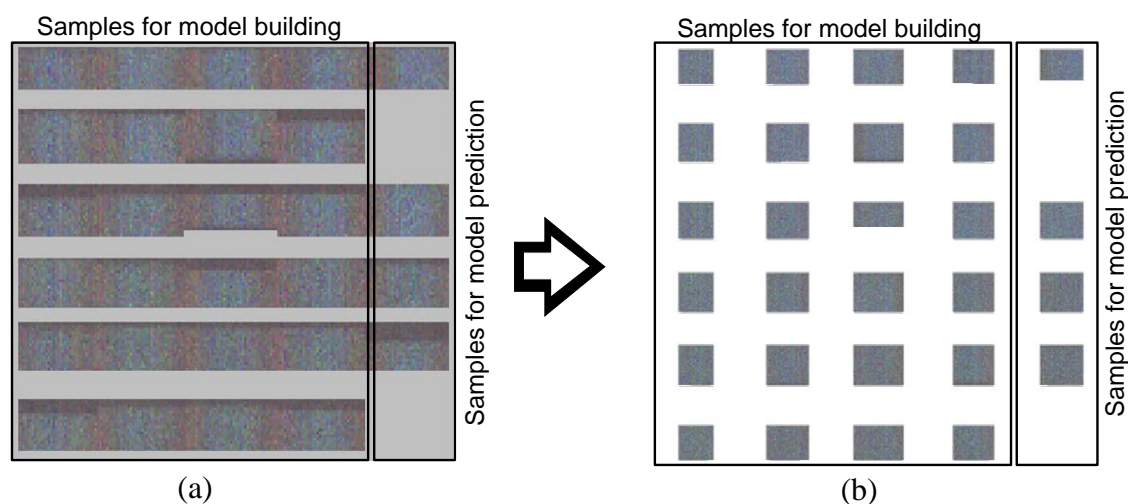 Samples for model building
Samples for model prediction
(a)
Samples for model building
Samples for model prediction
(b)